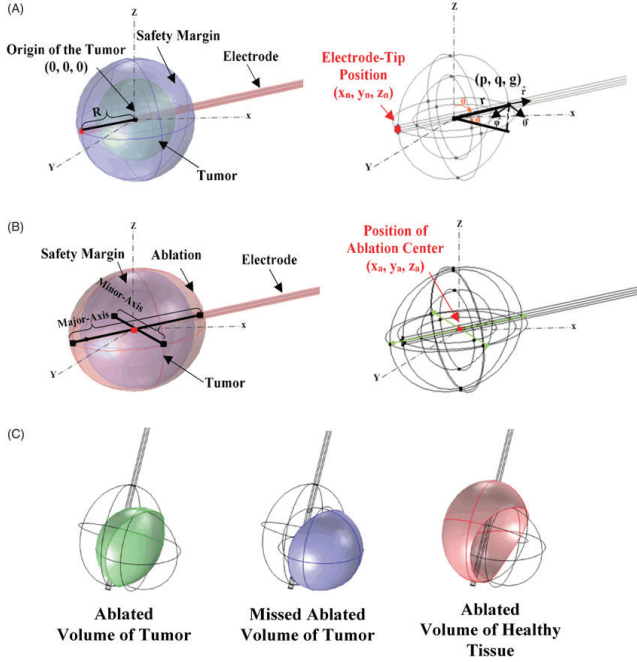 (A)
Z
Origin of the Tumor
(0, 0, 0)
Safety Margin
Electrode
R
x
Y
Tumor
Z
Electrode-Tip
Position
(xn, yn, zn)
(p, q, g)
r
r̂
θ
φ
x
Y
(B)
Z
Safety Margin
Ablation
Electrode
Minor-Axis
Major-Axis
x
Y
Tumor
Position of
Ablation Center
(xa, ya, za)
Z
x
Y
(C)
Ablated
Volume of Tumor
Missed Ablated
Volume of Tumor
Ablated
Volume of Healthy
Tissue